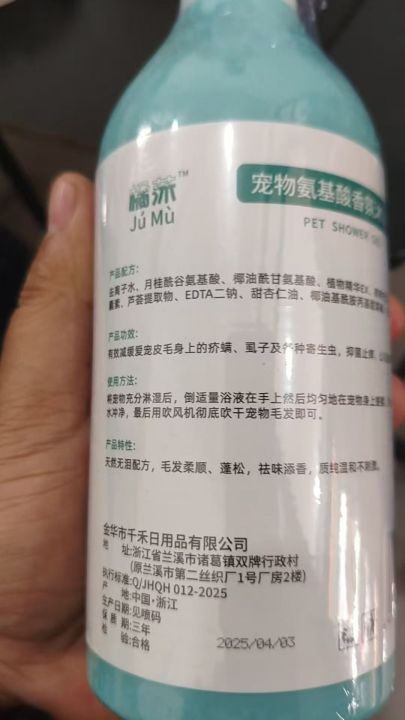 橘沐™
Jú Mù
宠物氨基酸香氛
PET SHOWER GEL
产品配方:
去离子水、月桂酰谷氨基酸、椰油酰甘氨基酸、植物精华EX、
素、芦荟提取物、EDTA二钠、甜杏仁油、椰油基酰胺丙基
产品功效:
有效减缓爱宠皮毛身上的疥螨、虱子及各种寄生虫，抑菌止痒，
使用方法:
将宠物充分淋湿后，倒适量浴液在手上然后均匀地在宠物身上
水冲净，最后用吹风机彻底吹干宠物毛发即可。
产品特性:
天然无泪配方，毛发柔顺、蓬松，祛味添香，质纯温和不刺激。
金华市千禾日用品有限公司
地 址:浙江省兰溪市诸葛镇双牌行政村
(原兰溪市第二丝织厂1号厂房2楼)
执行标准:Q/JHQH 012-2025
产 地:中国·浙江
生产日期:见喷码
保 质 期:三年
检 验:合格
2025/04/03